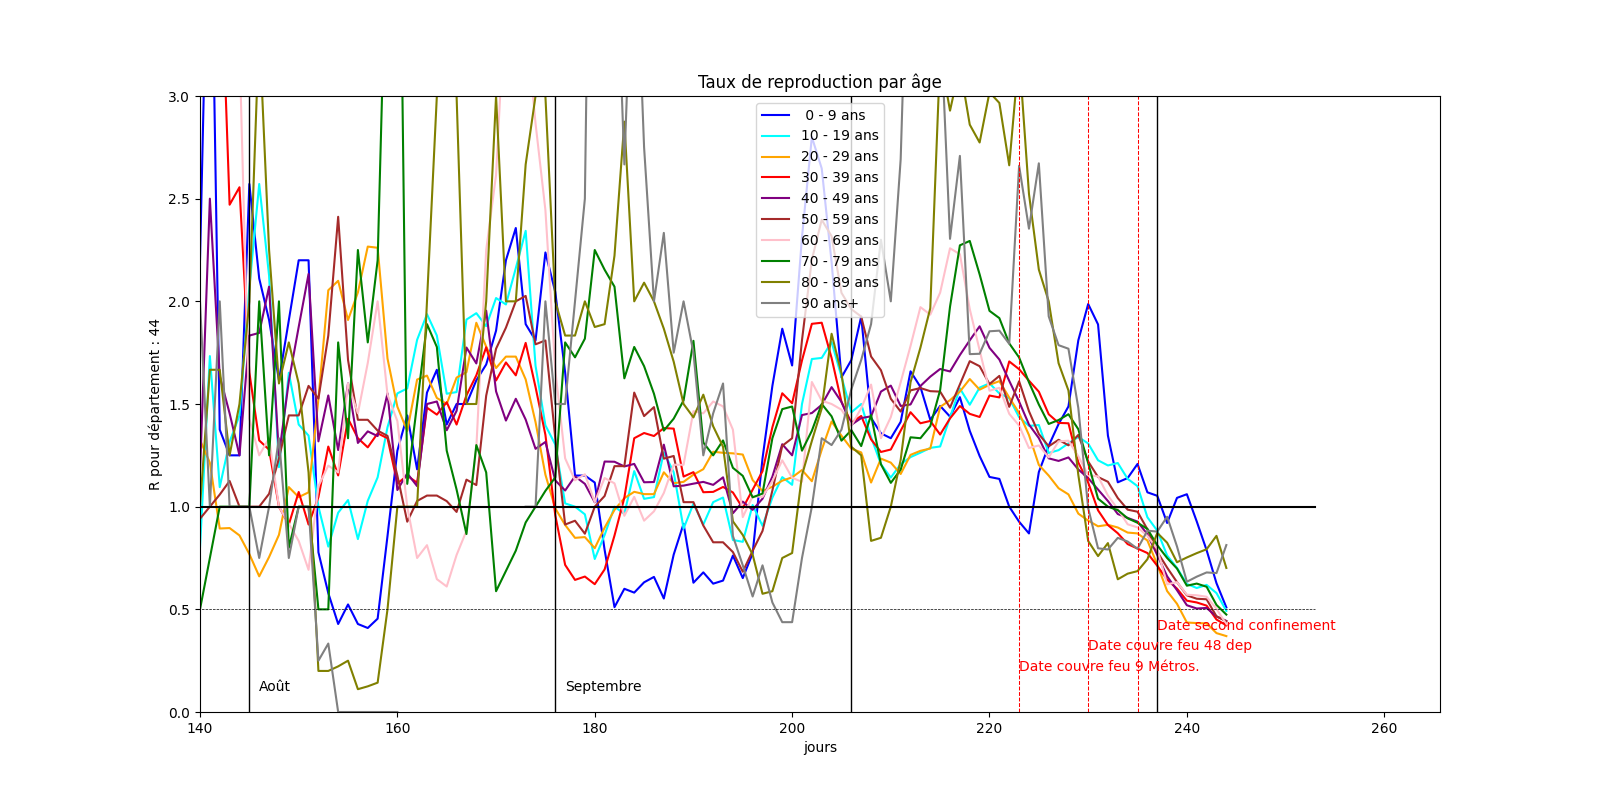 Taux de reproduction par âge
R pour département : 44
3.0
2.5
2.0
1.5
1.0
0.5
0.0
0 - 9 ans
10 - 19 ans
20 - 29 ans
30 - 39 ans
40 - 49 ans
50 - 59 ans
60 - 69 ans
70 - 79 ans
80 - 89 ans
90 ans+
Date second confinement
Date couvre feu 48 dep
Date couvre feu 9 Métros.
Août
Septembre
140 160 180 200 220 240 260
jours